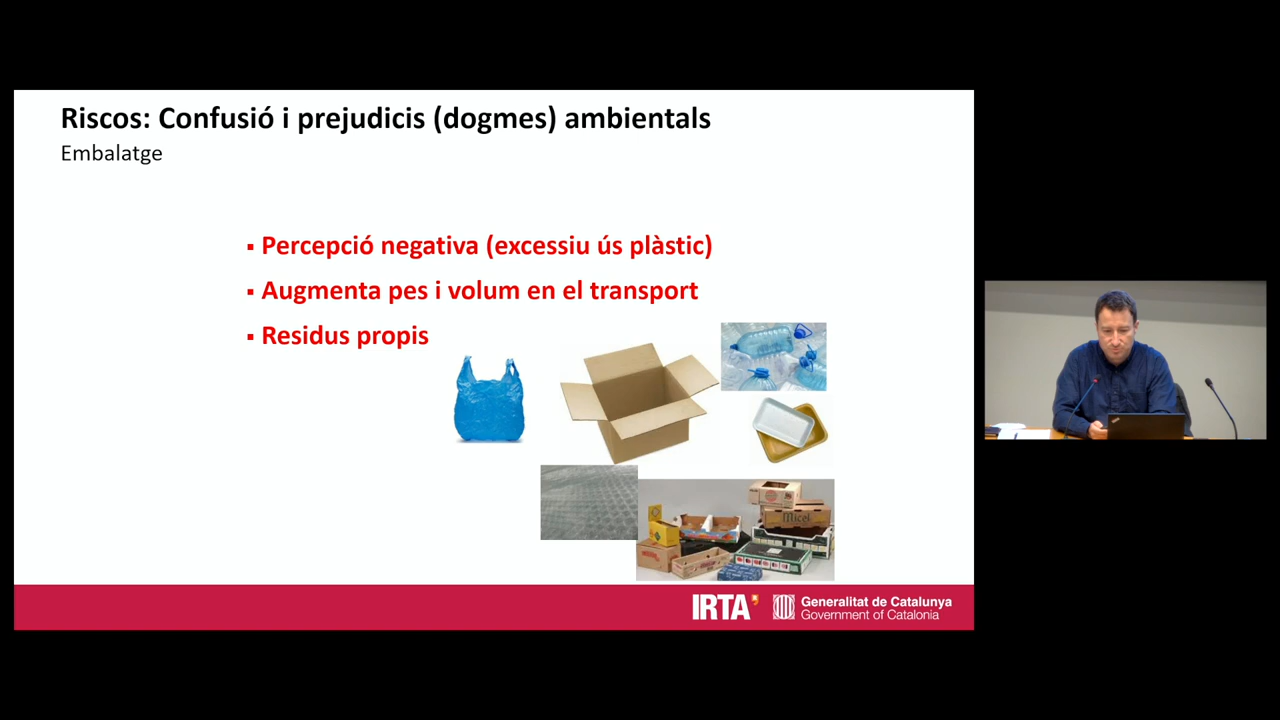 Riscos: Confusió i prejudicis (dogmes) ambientals
Embalatge
▪ Percepció negativa (excessiu ús plàstic)
▪ Augmenta pes i volum en el transport
▪ Residus propis
Micel
IRTA
Generalitat de Catalunya
Government of Catalonia